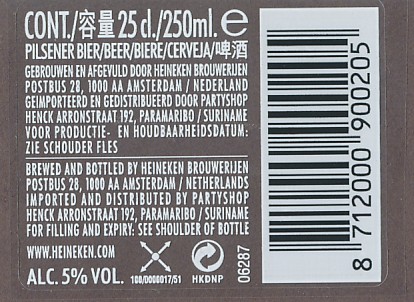 CONT./容量 25 cl./250ml. ℮
PILSENER BIER/BEER/BIERE/CERVEJA/啤酒
GEBROUWEN EN AFGEVULD DOOR HEINEKEN BROUWERIJEN
POSTBUS 28, 1000 AA AMSTERDAM / NEDERLAND
GEIMPORTEERD EN GEDISTRIBUEERD DOOR PARTYSHOP
HENCK ARRONSTRAAT 192, PARAMARIBO / SURINAME
VOOR PRODUCTIE- EN HOUDBAARHEIDSDATUM:
ZIE SCHOUDER FLES
BREWED AND BOTTLED BY HEINEKEN BROUWERIJEN
POSTBUS 28, 1000 AA AMSTERDAM / NETHERLANDS
IMPORTED AND DISTRIBUTED BY PARTYSHOP
HENCK ARRONSTRAAT 192, PARAMARIBO / SURINAME
FOR FILLING AND EXPIRY: SEE SHOULDER OF BOTTLE
WWW.HEINEKEN.COM
ALC. 5% VOL.
100/0000017/51
HKDNP
06287
8 712000 900205